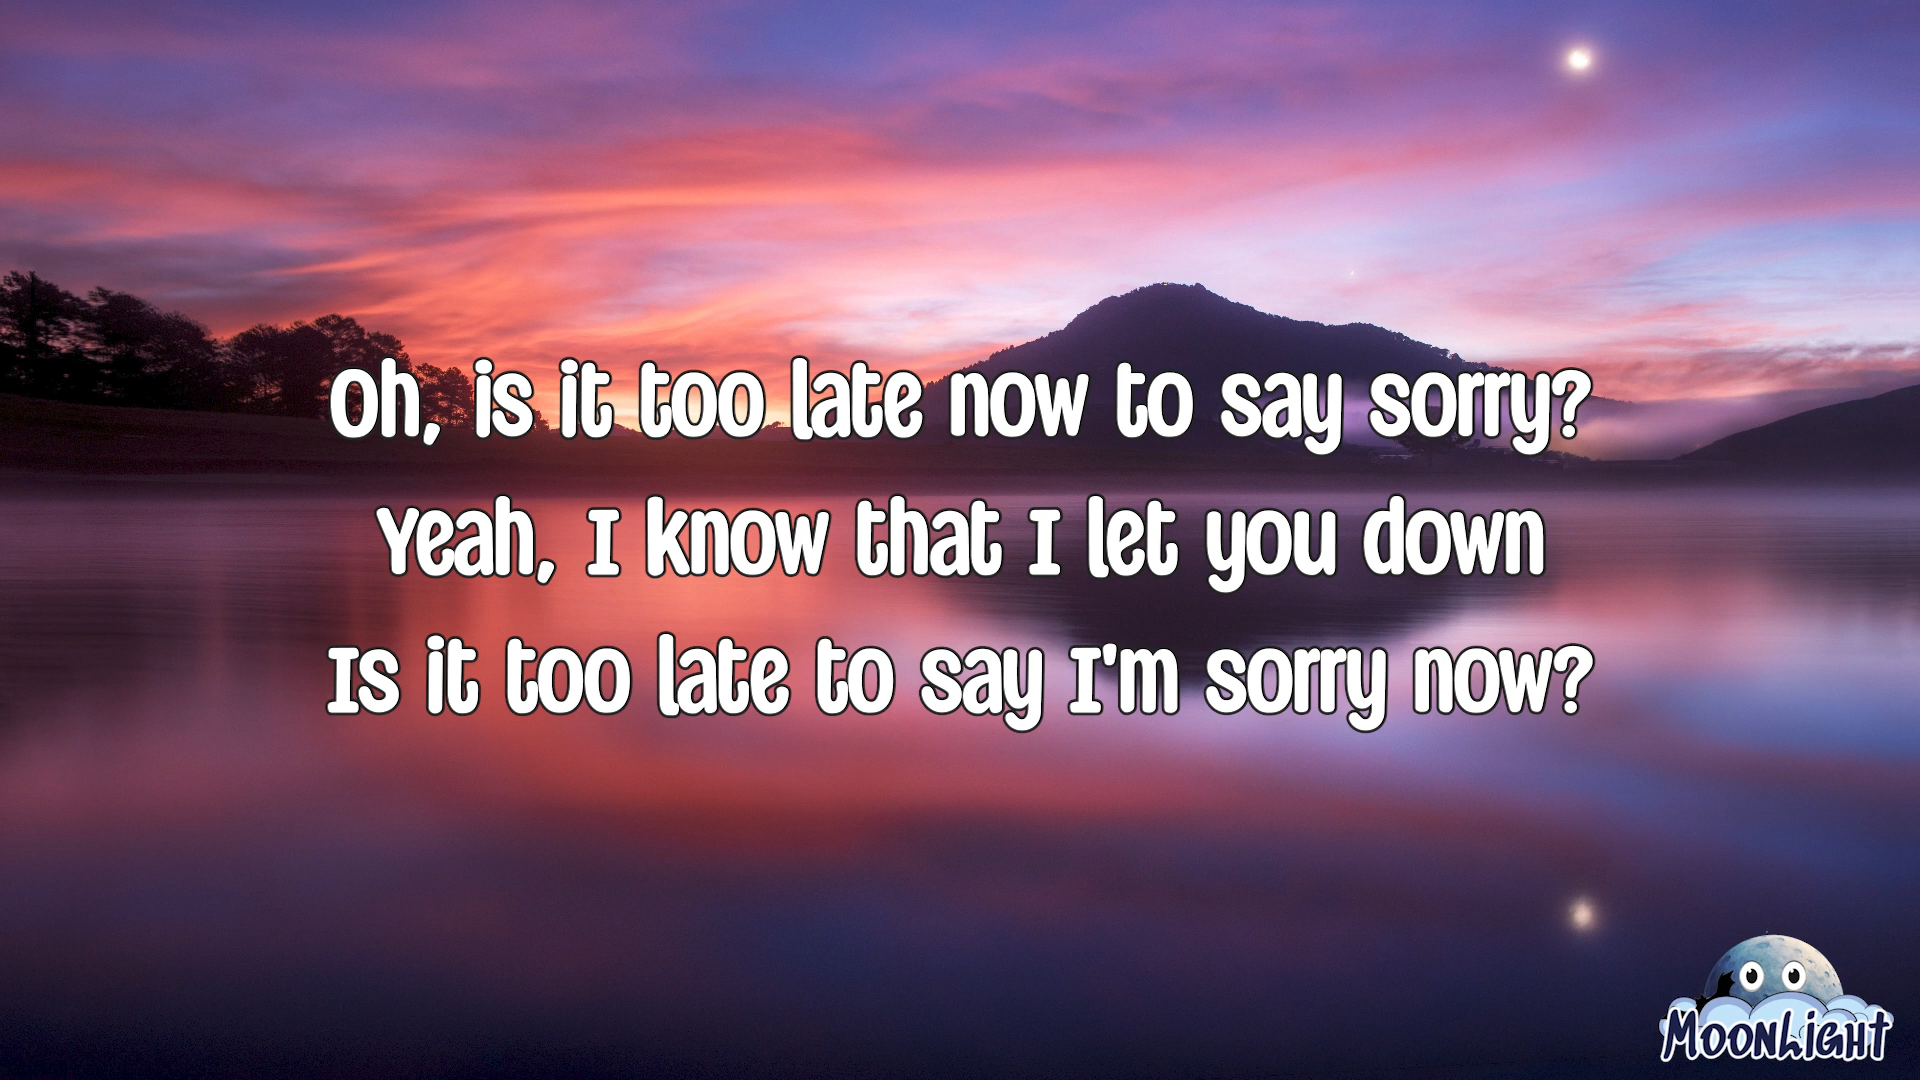 Oh, is it too late now to say sorry?
Yeah, I know that I let you down
Is it too late to say I'm sorry now?
MOONLIGHT